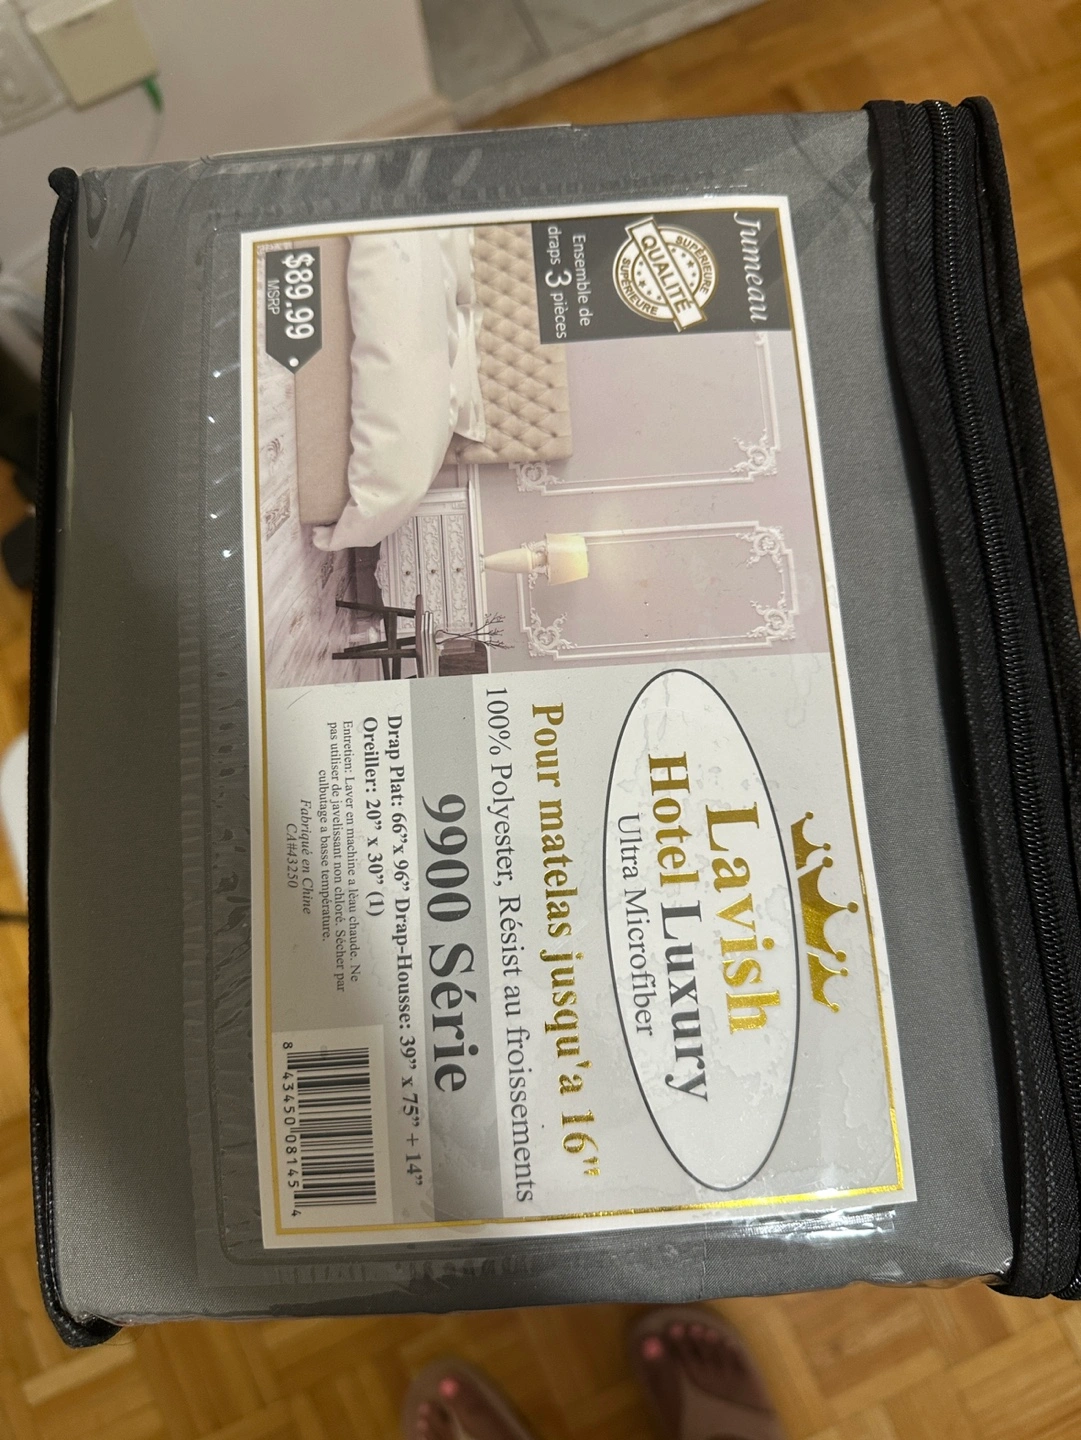 Jumeau
SUPÉRIEURE
QUALITÉ
SUPÉRIEURE
Ensemble de
draps 3 pièces
$89.99
MSRP
Lavish
Hotel Luxury
Ultra Microfiber
Pour matelas jusqu'a 16"
100% Polyester, Résist au froissements
9900 Série
Drap Plat: 66”x 96” Drap-Housse: 39” x 75” + 14”
Oreiller: 20” x 30” (1)
Entretien: Laver en machine a léau chaude. Ne
pas utiliser de javelissant non chloré. Sécher par
culbutage a basse température.
Fabriqué en Chine
CA#43250
8 43450 08145 4